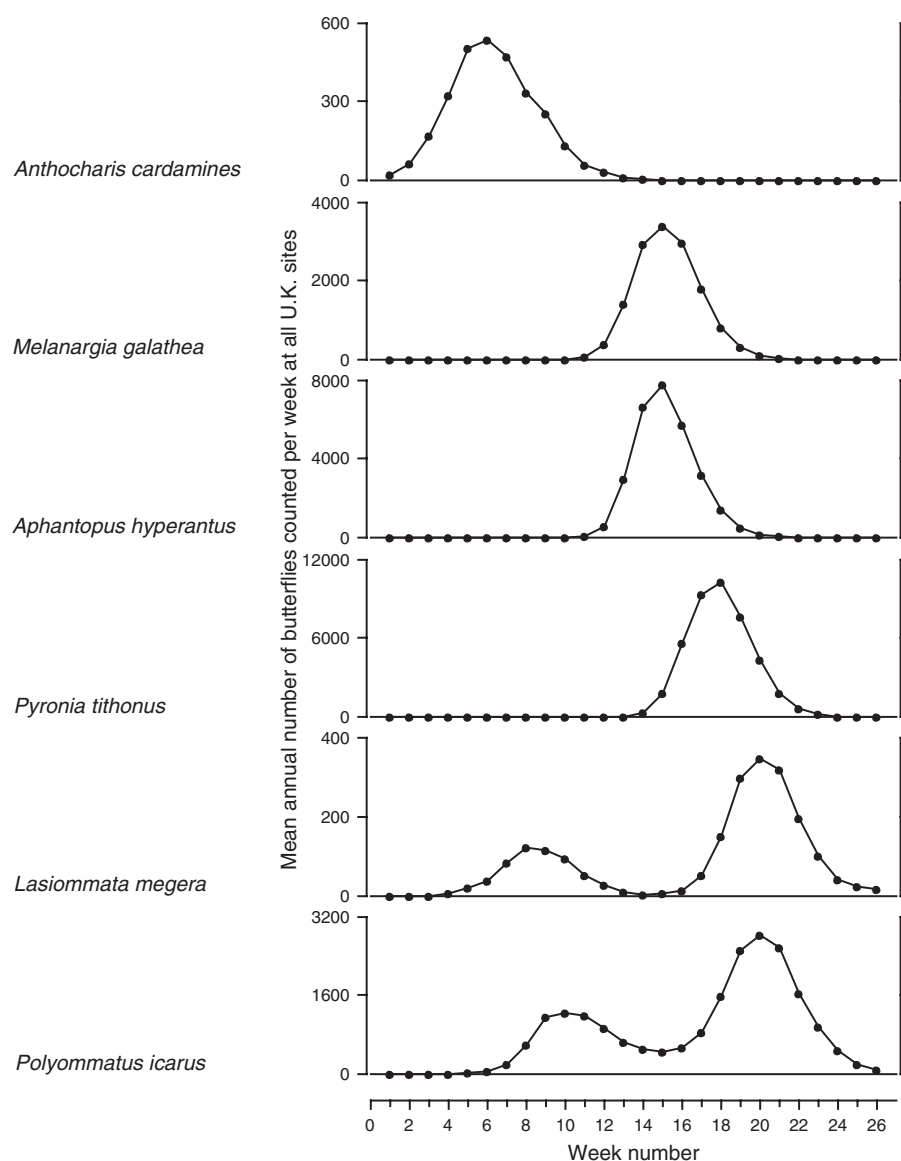 Anthocharis cardamines
600
300
0
Melanargia galathea
4000
2000
0
Aphantopus hyperantus
8000
4000
0
Pyronia tithonus
12000
6000
0
Lasiommata megera
400
200
0
Polyommatus icarus
3200
1600
0
Mean annual number of butterflies counted per week at all U.K. sites
0 2 4 6 8 10 12 14 16 18 20 22 24 26
Week number